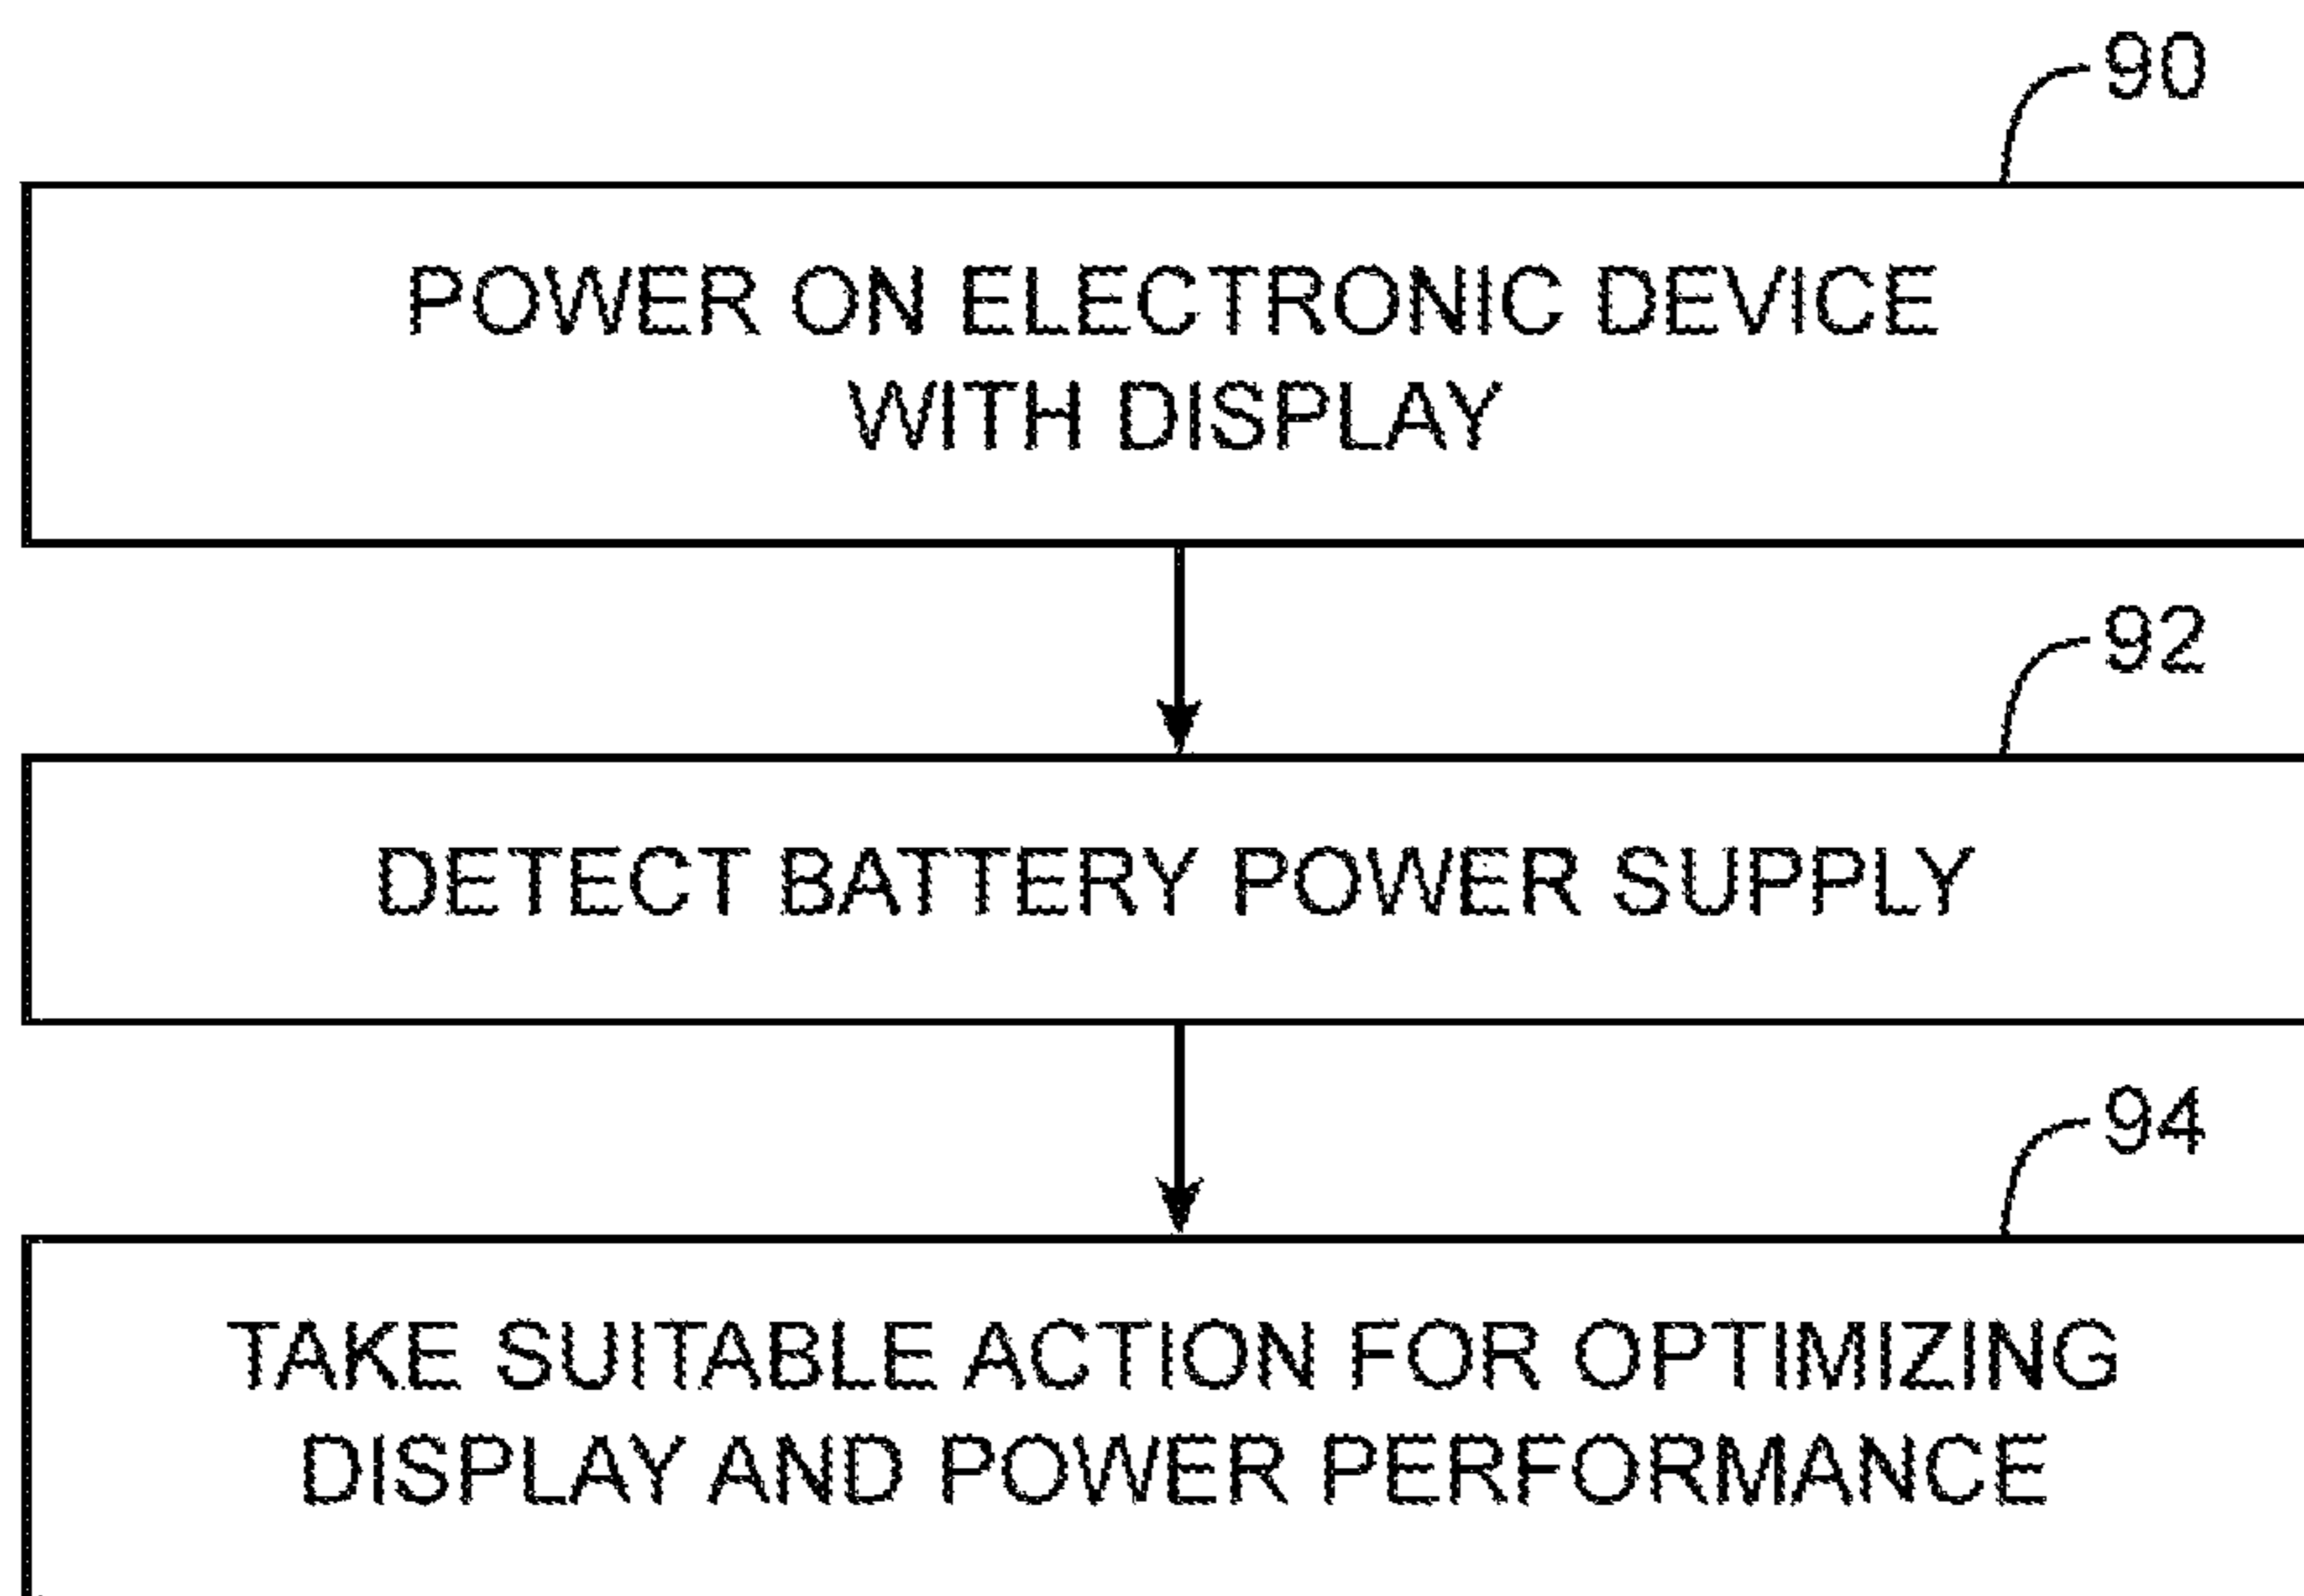 90
POWER ON ELECTRONIC DEVICE
WITH DISPLAY
92
DETECT BATTERY POWER SUPPLY
94
TAKE SUITABLE ACTION FOR OPTIMIZING
DISPLAY AND POWER PERFORMANCE